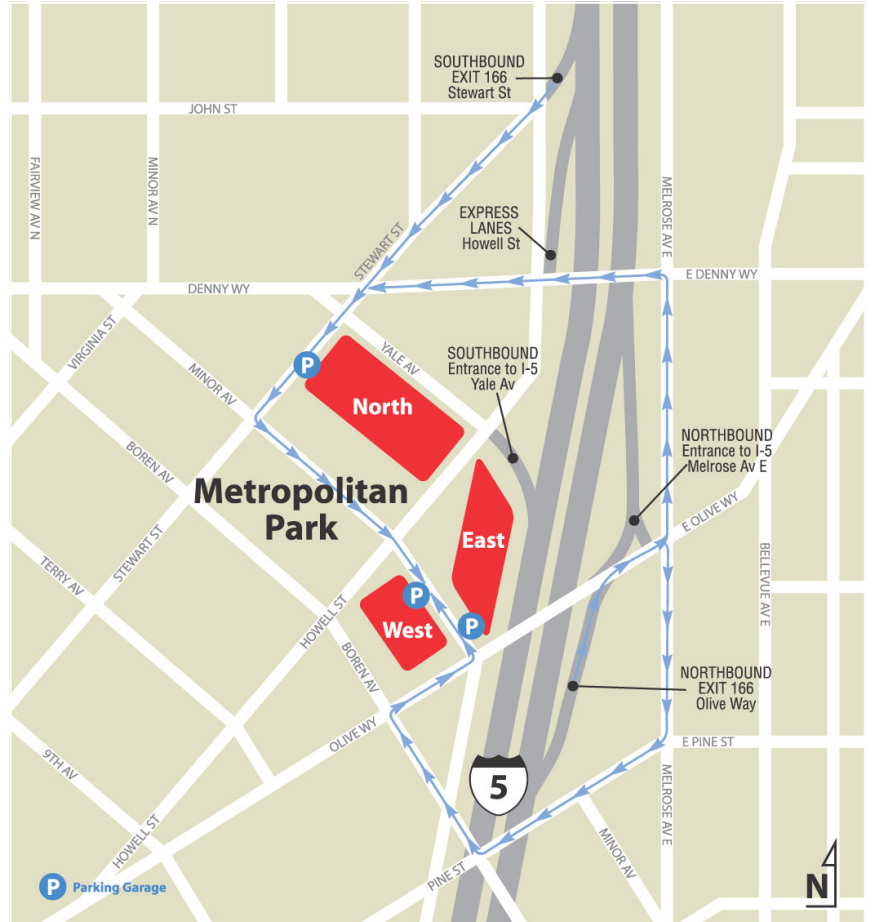 SOUTHBOUND
EXIT 166
Stewart St
JOHN ST
FAIRVIEW AV N
MINOR AV N
MELROSE AV E
EXPRESS
LANES
Howell St
STEWART ST
E DENNY WY
DENNY WY
VIRGINIA ST
YALE AV
SOUTHBOUND
Entrance to I-5
Yale Av
P
MINOR AV
North
NORTHBOUND
Entrance to I-5
Melrose Av E
BOREN AV
Metropolitan
Park
E OLIVE WY
STEWART ST
East
BELLEVUE AV E
TERRY AV
P
HOWELL ST
P
West
BOREN AV
NORTHBOUND
EXIT 166
Olive Way
OLIVE WY
E PINE ST
9TH AV
5
MELROSE AV E
HOWELL ST
MINOR AV
PINE ST
P Parking Garage
N